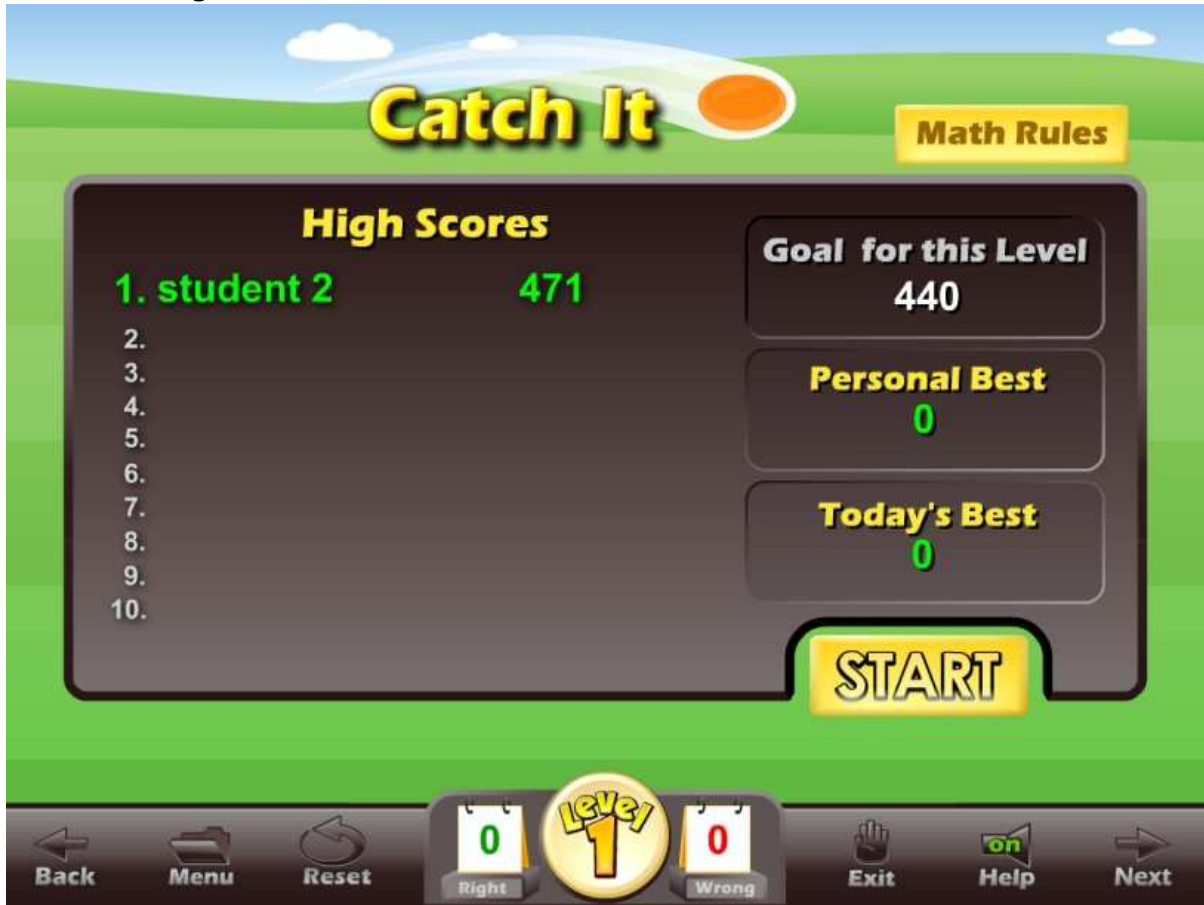 Catch It
Math Rules
High Scores
1. student 2 471
2.
3.
4.
5.
6.
7.
8.
9.
10.
Goal for this Level
440
Personal Best
0
Today's Best
0
START
Level
1
0
Right
0
Wrong
Back
Menu
Reset
Exit
on
Help
Next